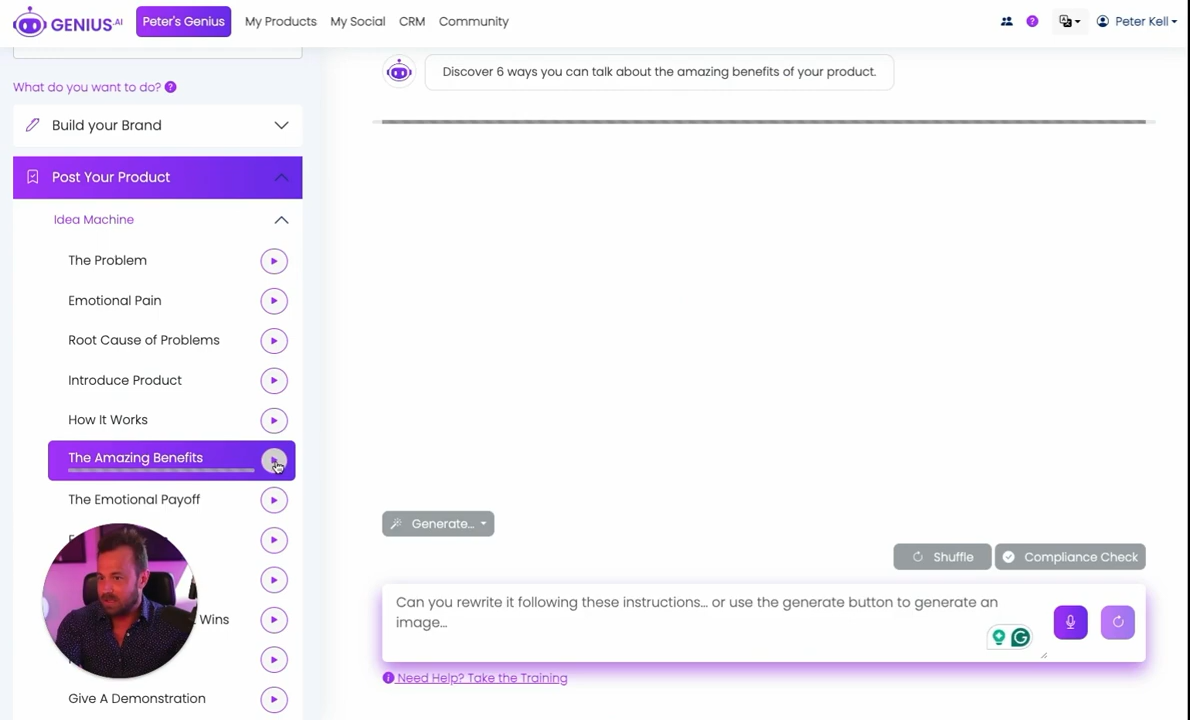 GENIUS.AI
Peter's Genius
My Products
My Social
CRM
Community
Peter Kell
Discover 6 ways you can talk about the amazing benefits of your product.
What do you want to do?
Build your Brand
Post Your Product
Idea Machine
The Problem
Emotional Pain
Root Cause of Problems
Introduce Product
How It Works
The Amazing Benefits
The Emotional Payoff
Wins
Give A Demonstration
Generate...
Shuffle
Compliance Check
Can you rewrite it following these instructions... or use the generate button to generate an
image...
Need Help? Take the Training